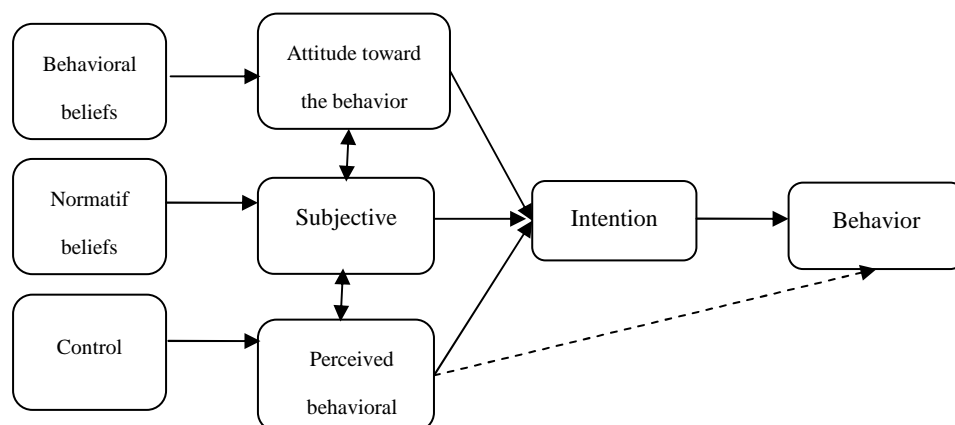 Behavioral
beliefs
Attitude toward
the behavior
Normatif
beliefs
Subjective
Intention
Behavior
Control
Perceived
behavioral